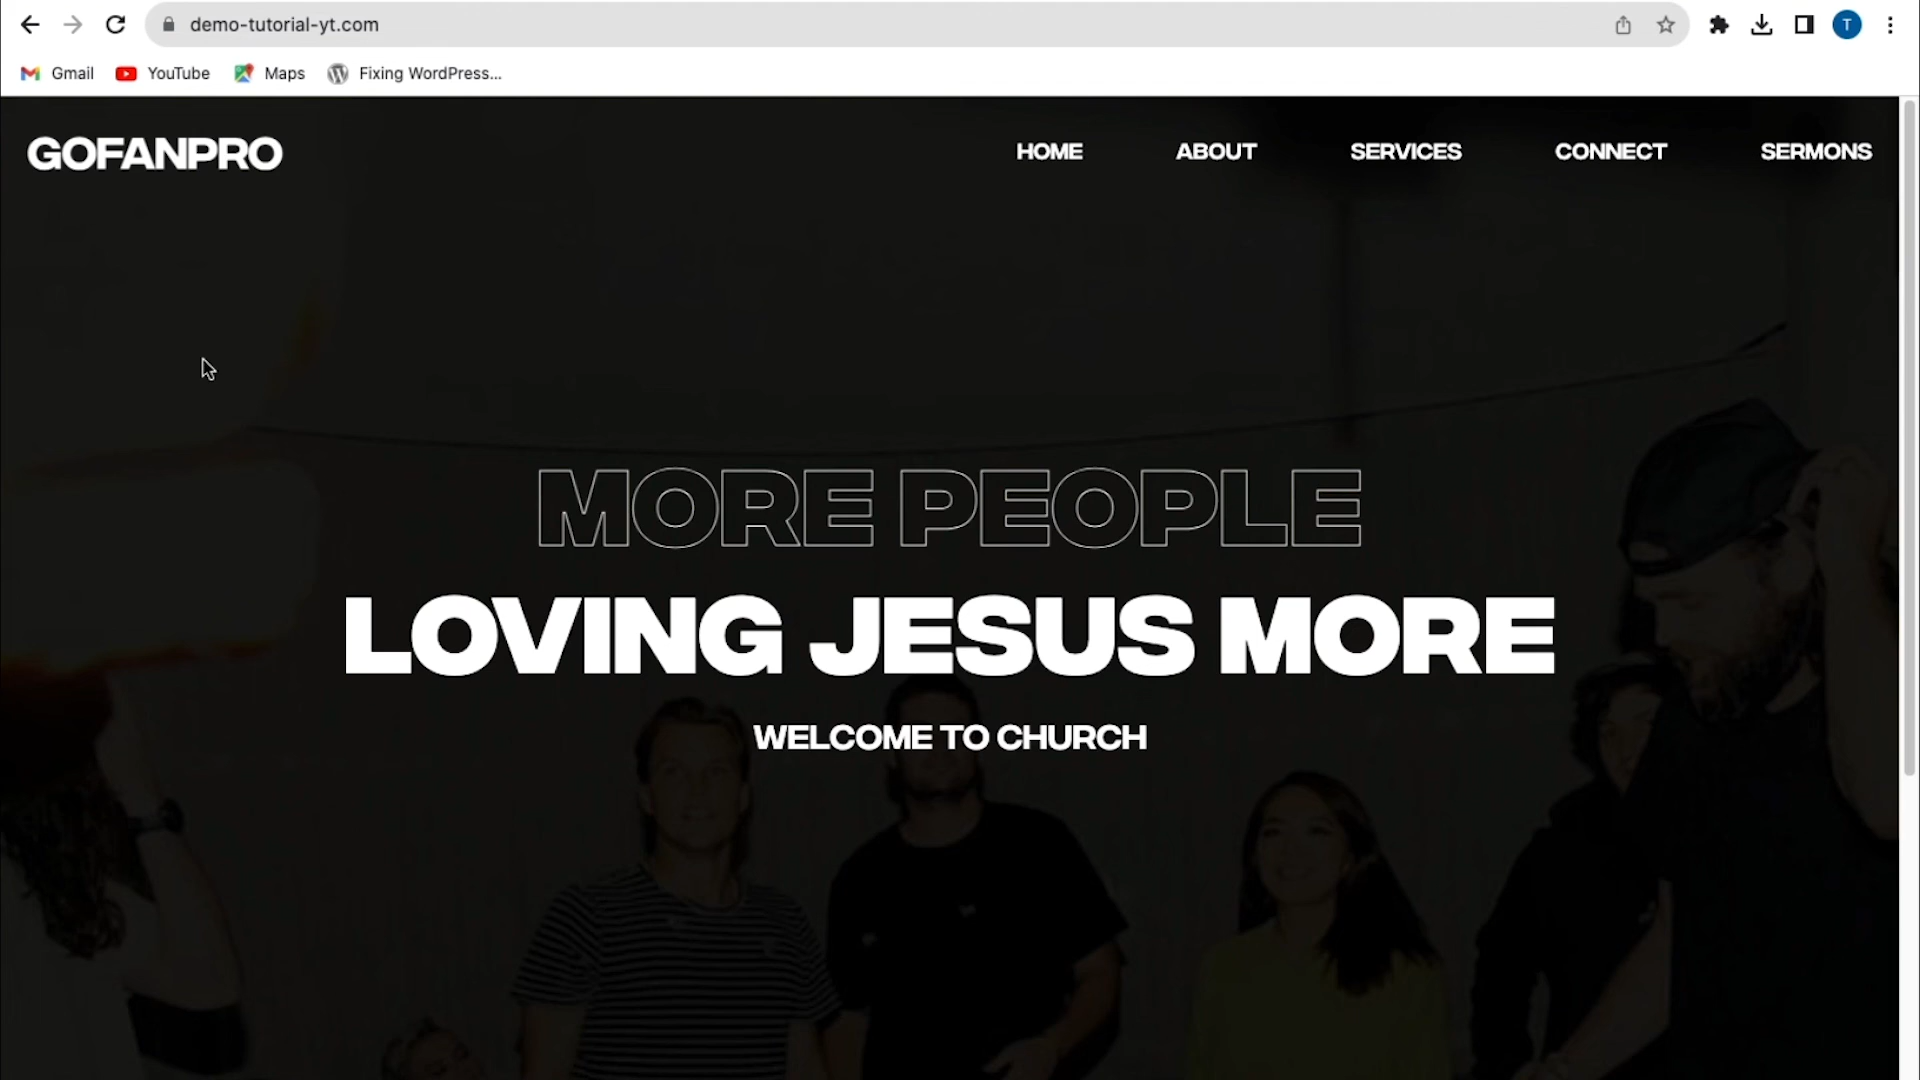 demo-tutorial-yt.com
T
Gmail YouTube Maps Fixing WordPress...
GOFANPRO
HOME ABOUT SERVICES CONNECT SERMONS
MORE PEOPLE
LOVING JESUS MORE
WELCOME TO CHURCH